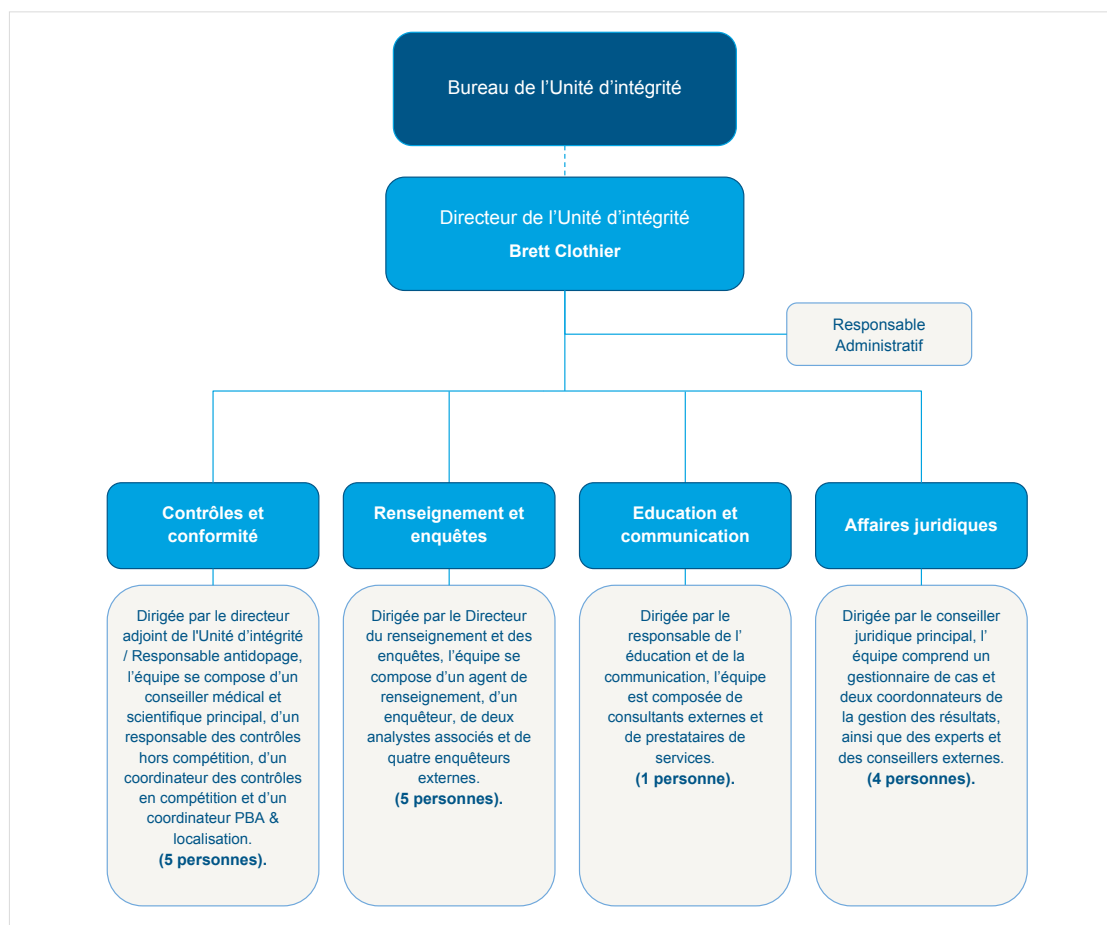 Bureau de l’Unité d’intégrité
Directeur de l’Unité d’intégrité
Brett Clothier
Responsable
Administratif
Contrôles et
conformité
Renseignement et
enquêtes
Education et
communication
Affaires juridiques
Dirigée par le directeur
adjoint de l'Unité d’intégrité
/ Responsable antidopage,
l’équipe se compose d’un
conseiller médical et
scientifique principal, d’un
responsable des contrôles
hors compétition, d’un
coordinateur des contrôles
en compétition et d’un
coordinateur PBA &
localisation.
(5 personnes).
Dirigée par le Directeur
du renseignement et des
enquêtes, l’équipe se
compose d’un agent de
renseignement, d’un
enquêteur, de deux
analystes associés et de
quatre enquêteurs
externes.
(5 personnes).
Dirigée par le
responsable de l’
éducation et de la
communication, l’équipe
est composée de
consultants externes et
de prestataires de
services.
(1 personne).
Dirigée par le conseiller
juridique principal, l’
équipe comprend un
gestionnaire de cas et
deux coordonnateurs de
la gestion des résultats,
ainsi que des experts et
des conseillers externes.
(4 personnes).